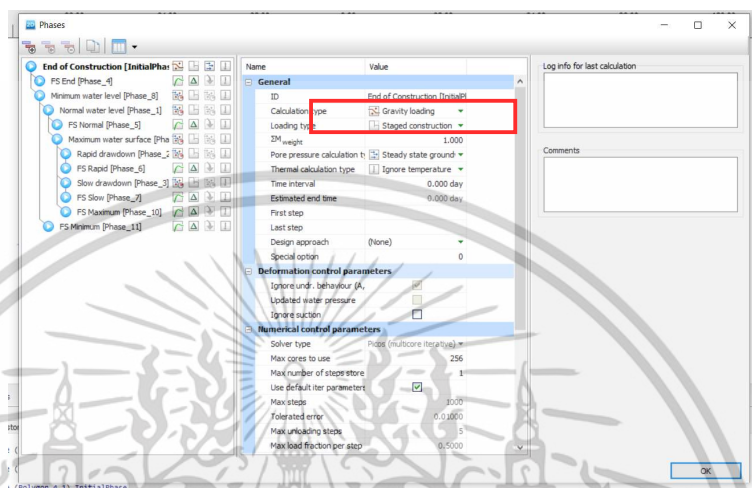 Phases
End of Construction [InitialPhas
FS End [Phase_4]
Minimum water level [Phase_8]
Normal water level [Phase_1]
FS Normal [Phase_5]
Maximum water surface [Pha
Rapid drawdown [Phase_2
FS Rapid [Phase_6]
Slow drawdown [Phase_3]
FS Slow [Phase_7]
FS Maximum [Phase_10]
FS Minimum [Phase_11]
Name Value
General
ID End of Construction [InitialPl
Calculation type Gravity loading
Loading type Staged construction
ΣM weight 1.000
Pore pressure calculation ty Steady state ground
Thermal calculation type Ignore temperature
Time interval 0.000 day
Estimated end time 0.000 day
First step
Last step
Design approach (None)
Special option 0
Deformation control parameters
Ignore undr. behaviour (A,
Updated water pressure
Ignore suction
Numerical control parameters
Solver type Picos (multicore iterative)
Max cores to use 256
Max number of steps store 1
Use default iter parameters
Max steps 1000
Tolerated error 0.01000
Max unloading steps 5
Max load fraction per step 0.5000
Log info for last calculation
Comments
OK
(Polygon 4 1) InitialPhase